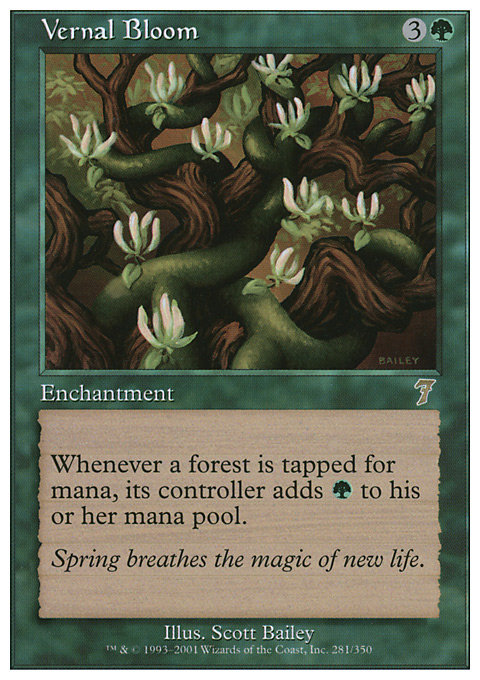 Vernal Bloom 3
BAILEY
Enchantment 7
Whenever a forest is tapped for
mana, its controller adds to his
or her mana pool.
Spring breathes the magic of new life.
Illus. Scott Bailey
™ & © 1993–2001 Wizards of the Coast, Inc. 281/350